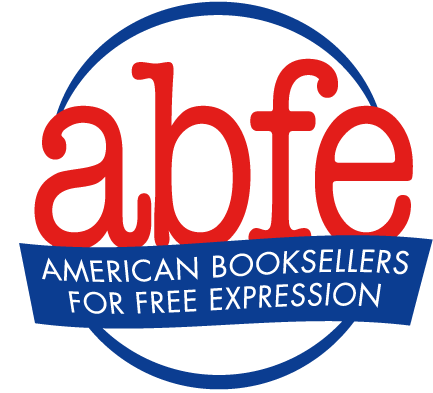 abfe
AMERICAN BOOKSELLERS
FOR FREE EXPRESSION